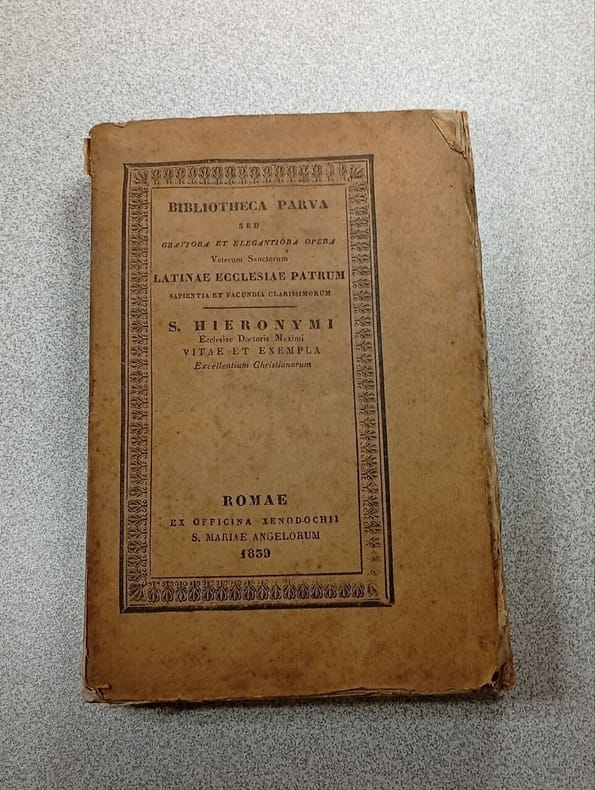 BIBLIOTHECA PARVA
SEU
GRAVIORA ET ELEGANTIORA OPERA
Veterum Sanctorum
LATINAE ECCLESIAE PATRUM
SAPIENTIA ET FACUNDIA CLARISSIMORUM
S. HIERONYMI
Ecclesiae Doctoris Maximi
VITAE ET EXEMPLA
Excellentium Christianorum
ROMAE
EX OFFICINA XENODOCHII
S. MARIAE ANGELORUM
1839